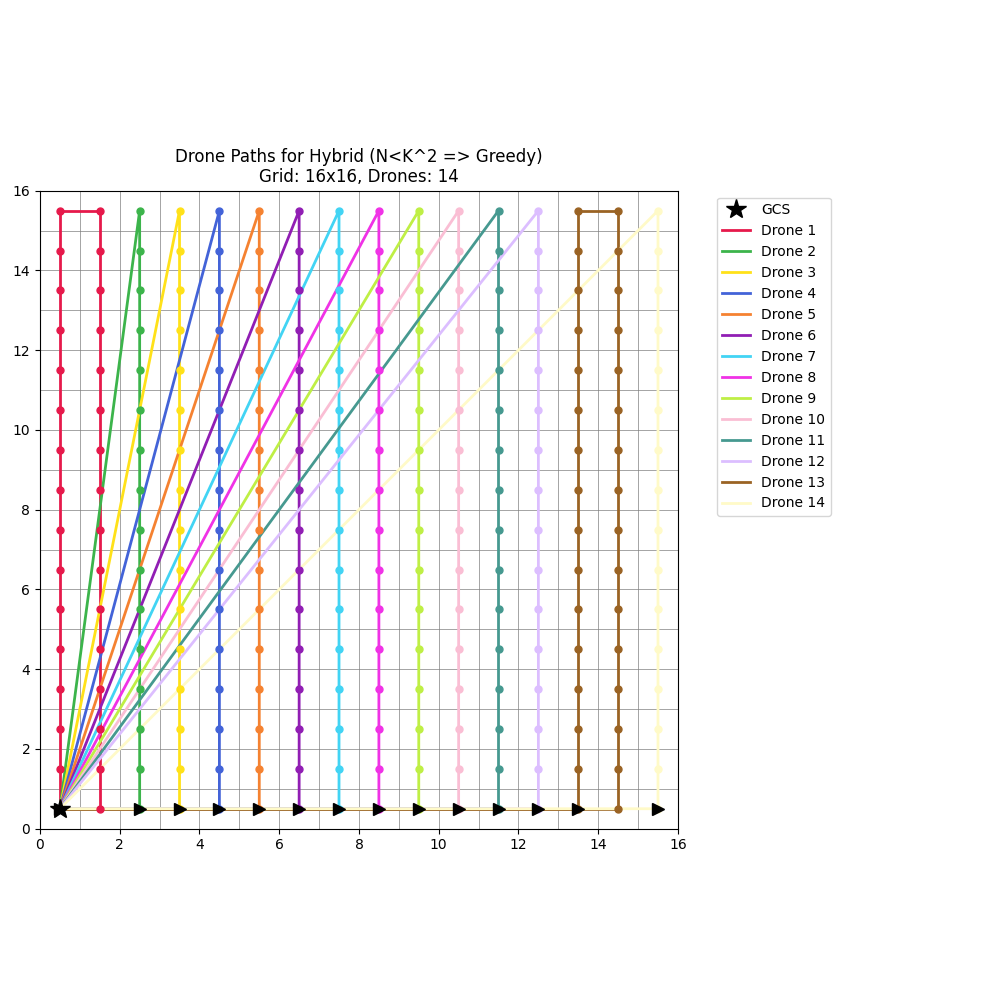 Drone Paths for Hybrid (N<K^2 => Greedy)
Grid: 16x16, Drones: 14
16
14
12
10
8
6
4
2
0
0 2 4 6 8 10 12 14 16
GCS
Drone 1
Drone 2
Drone 3
Drone 4
Drone 5
Drone 6
Drone 7
Drone 8
Drone 9
Drone 10
Drone 11
Drone 12
Drone 13
Drone 14